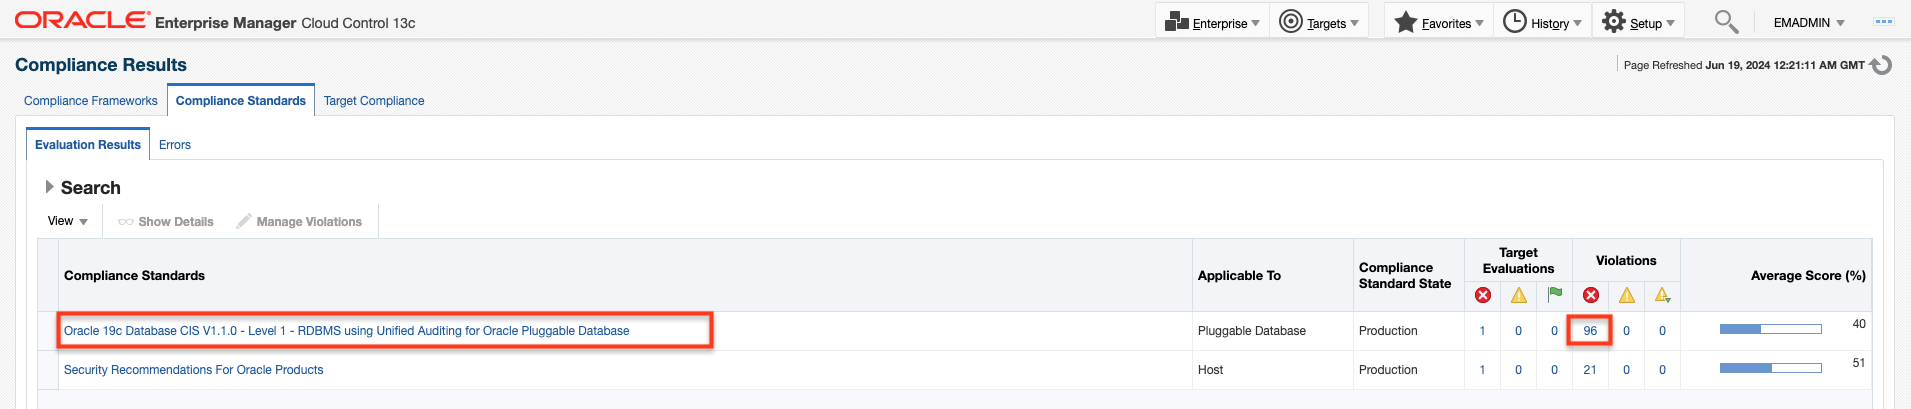 ORACLE Enterprise Manager Cloud Control 13c Enterprise Targets Favorites History Setup EMADMIN
Compliance Results Page Refreshed Jun 19, 2024 12:21:11 AM GMT
Compliance Frameworks Compliance Standards Target Compliance
Evaluation Results Errors
Search
View Show Details Manage Violations
Compliance Standards Applicable To Compliance Standard State Target Evaluations Violations Average Score (%)
Oracle 19c Database CIS V1.1.0 - Level 1 - RDBMS using Unified Auditing for Oracle Pluggable Database Pluggable Database Production 1 0 0 96 0 0 40
Security Recommendations For Oracle Products Host Production 1 0 0 21 0 0 51